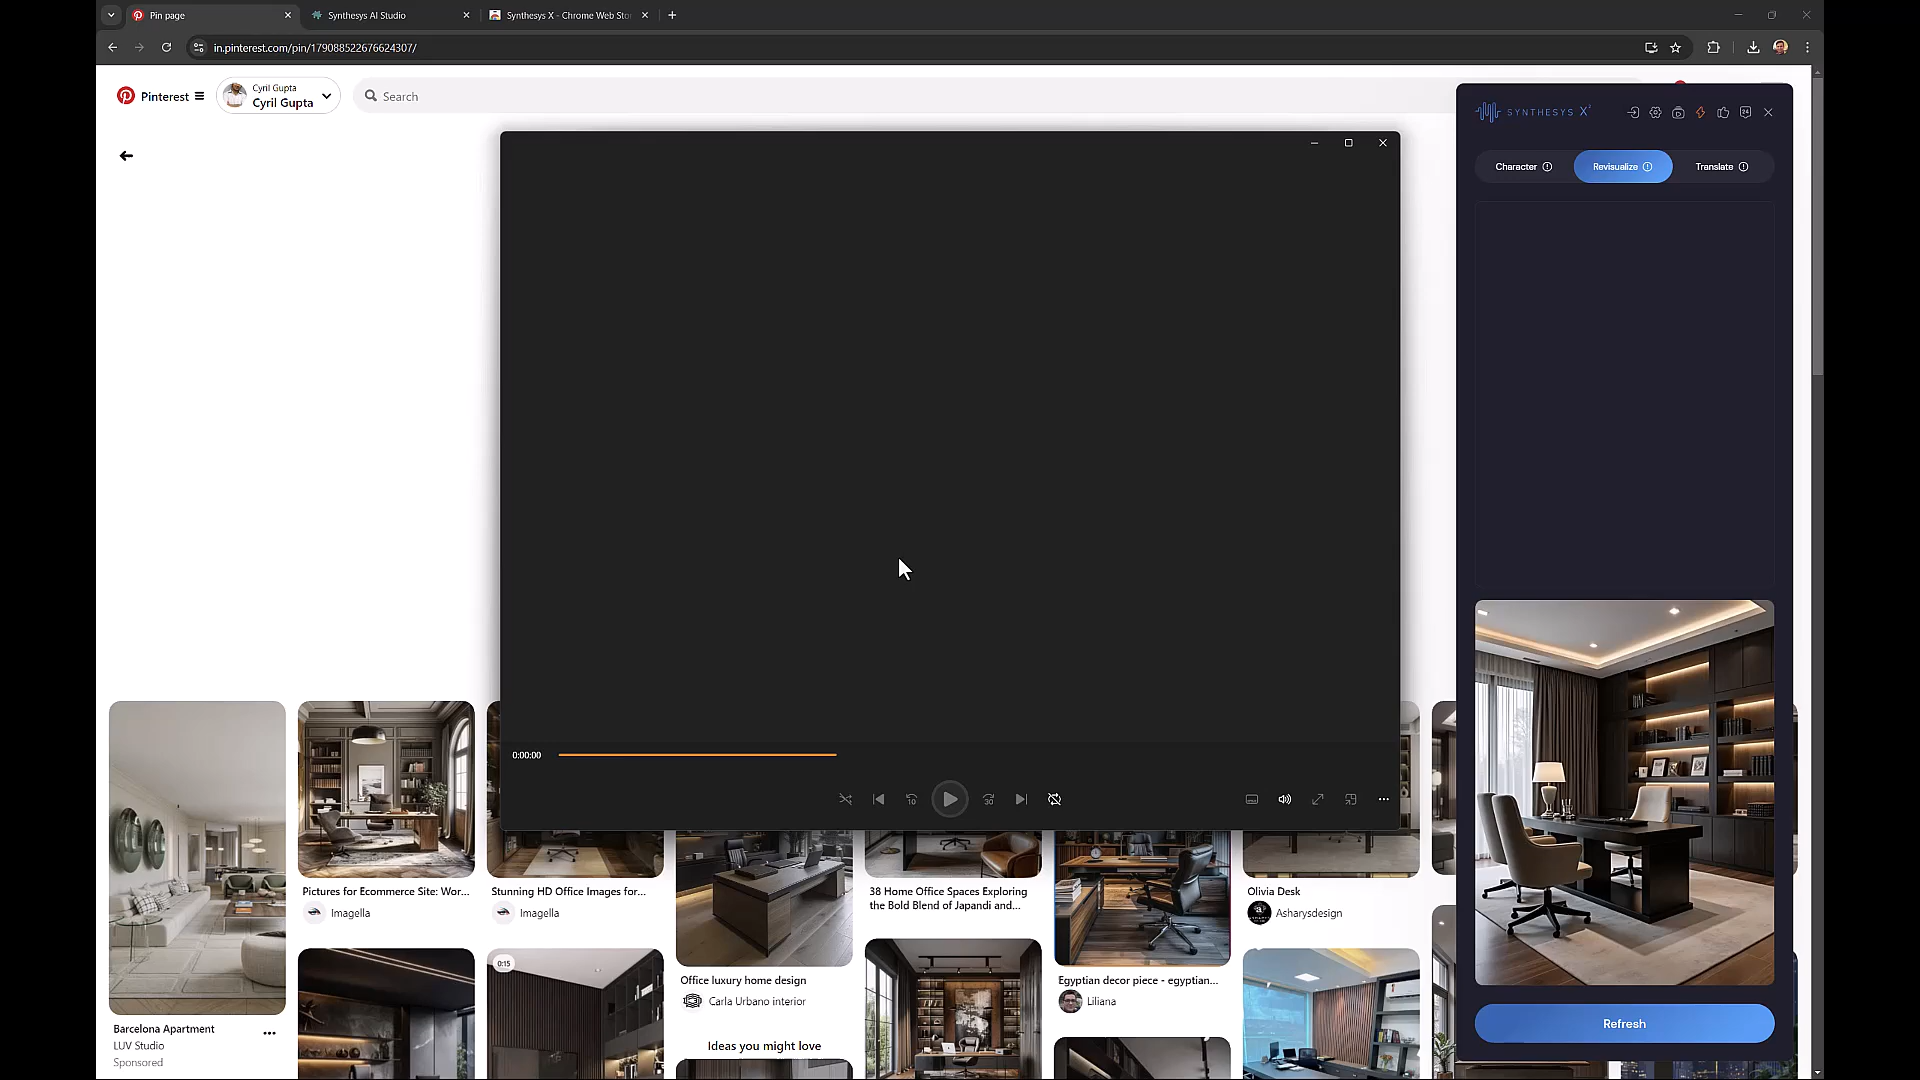 Pin page
Synthesys AI Studio
Synthesys X - Chrome Web Sto
in.pinterest.com/pin/179088522676624307/
Pinterest
Cyril Gupta
Cyril Gupta
Search
SYNTHESYS X²
Character
Revisualize
Translate
0:00:00
10
30
Pictures for Ecommerce Site: Wor...
Imagella
Stunning HD Office Images for...
Imagella
38 Home Office Spaces Exploring
the Bold Blend of Japandi and...
Olivia Desk
Asharysdesign
0:15
Office luxury home design
Carla Urbano interior
Egyptian decor piece - egyptian...
Liliana
Barcelona Apartment
LUV Studio
Sponsored
Ideas you might love
Refresh